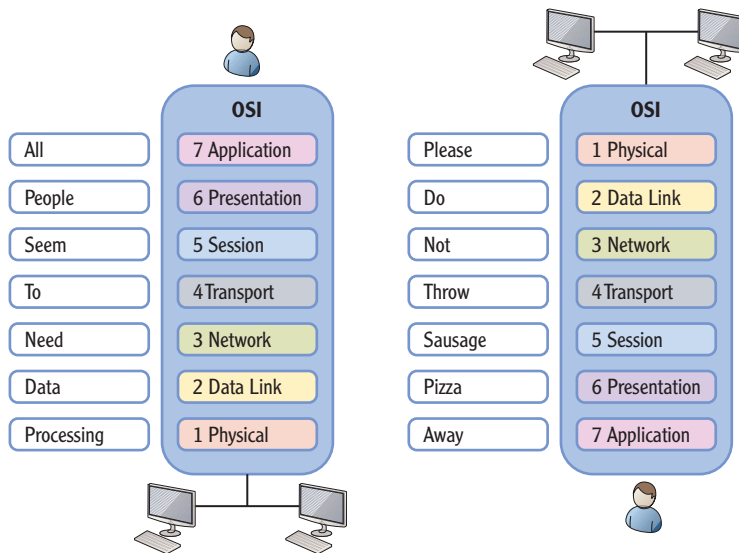 OSI
All
7 Application
People
6 Presentation
Seem
5 Session
To
4 Transport
Need
3 Network
Data
2 Data Link
Processing
1 Physical
OSI
Please
1 Physical
Do
2 Data Link
Not
3 Network
Throw
4 Transport
Sausage
5 Session
Pizza
6 Presentation
Away
7 Application